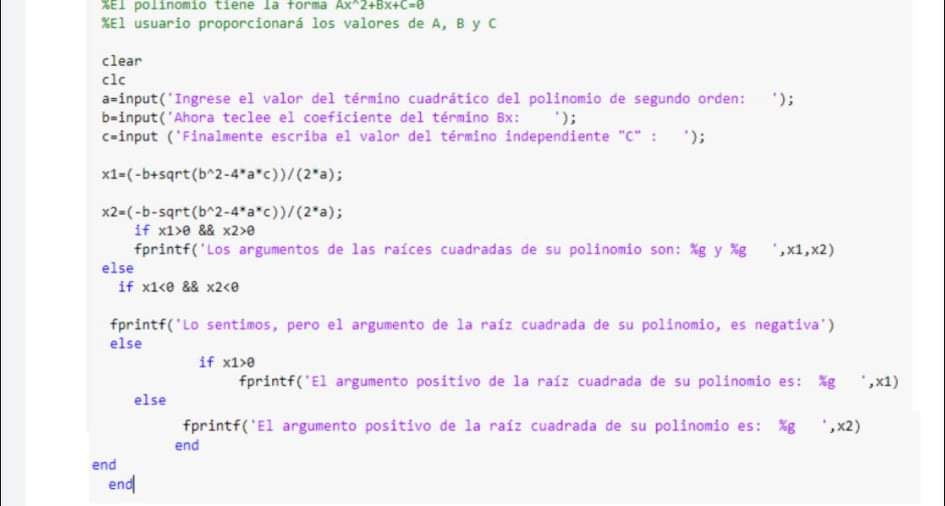 %El polinomio tiene la forma Ax^2+Bx+C=0
%El usuario proporcionará los valores de A, B y C
clear
clc
a=input('Ingrese el valor del término cuadrático del polinomio de segundo orden:   ');
b=input('Ahora teclee el coeficiente del término Bx:    ');
c=input ('Finalmente escriba el valor del término independiente "C" :   ');
x1=(-b+sqrt(b^2-4*a*c))/(2*a);
x2=(-b-sqrt(b^2-4*a*c))/(2*a);
if x1>0 && x2>0
fprintf('Los argumentos de las raíces cuadradas de su polinomio son: %g y %g   ',x1,x2)
else
if x1<0 && x2<0
fprintf('Lo sentimos, pero el argumento de la raíz cuadrada de su polinomio, es negativa')
else
if x1>0
fprintf('El argumento positivo de la raíz cuadrada de su polinomio es:  %g   ',x1)
else
fprintf('El argumento positivo de la raíz cuadrada de su polinomio es:  %g   ',x2)
end
end
end